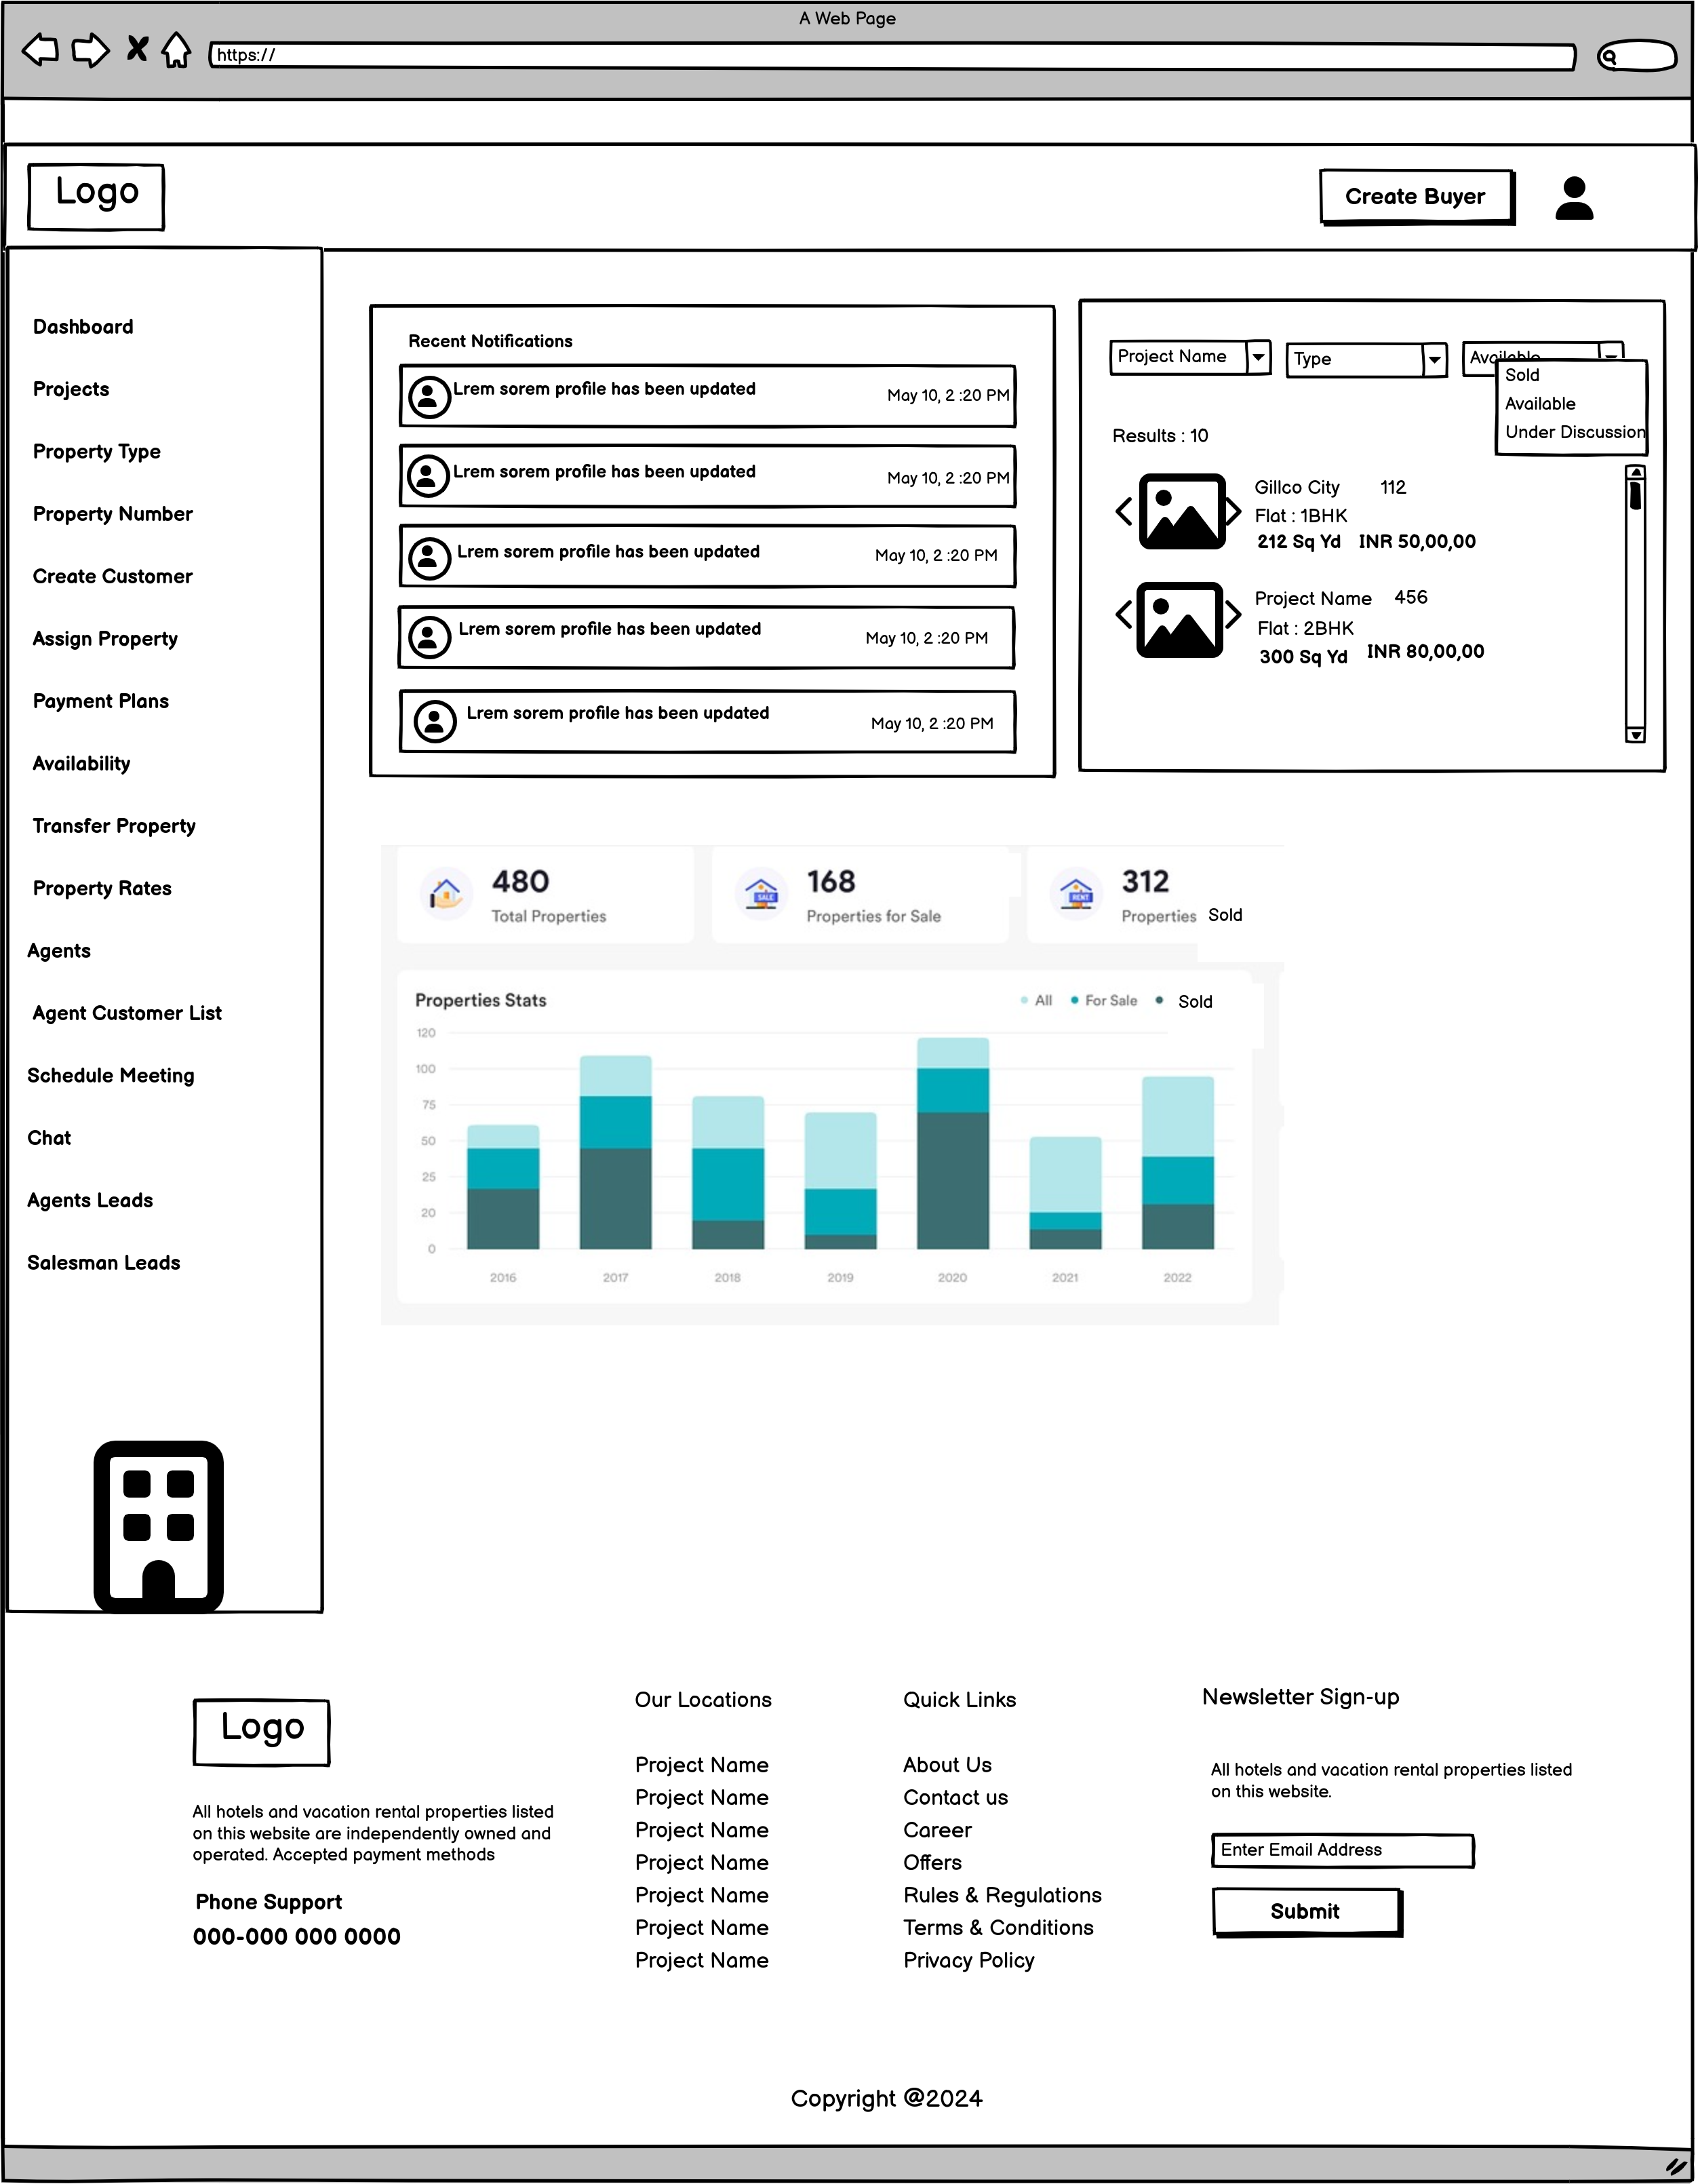 A Web Page
https://
Logo
Create Buyer
Dashboard
Projects
Property Type
Property Number
Create Customer
Assign Property
Payment Plans
Availability
Transfer Property
Property Rates
Agents
Agent Customer List
Schedule Meeting
Chat
Agents Leads
Salesman Leads
Recent Notifications
Lrem sorem profile has been updated
May 10, 2 :20 PM
Lrem sorem profile has been updated
May 10, 2 :20 PM
Lrem sorem profile has been updated
May 10, 2 :20 PM
Lrem sorem profile has been updated
May 10, 2 :20 PM
Lrem sorem profile has been updated
May 10, 2 :20 PM
Project Name
Type
Available
Sold
Available
Under Discussion
Results : 10
Gillco City 112
Flat : 1BHK
212 Sq Yd INR 50,00,00
Project Name 456
Flat : 2BHK
300 Sq Yd INR 80,00,00
480
Total Properties
SALE
168
Properties for Sale
RENT
312
Properties Sold
Properties Stats
All For Sale Sold
120
100
75
50
25
20
0
2016 2017 2018 2019 2020 2021 2022
Logo
All hotels and vacation rental properties listed
on this website are independently owned and
operated. Accepted payment methods
Phone Support
000-000 000 0000
Our Locations
Project Name
Project Name
Project Name
Project Name
Project Name
Project Name
Project Name
Quick Links
About Us
Contact us
Career
Offers
Rules & Regulations
Terms & Conditions
Privacy Policy
Newsletter Sign-up
All hotels and vacation rental properties listed
on this website.
Enter Email Address
Submit
Copyright @2024